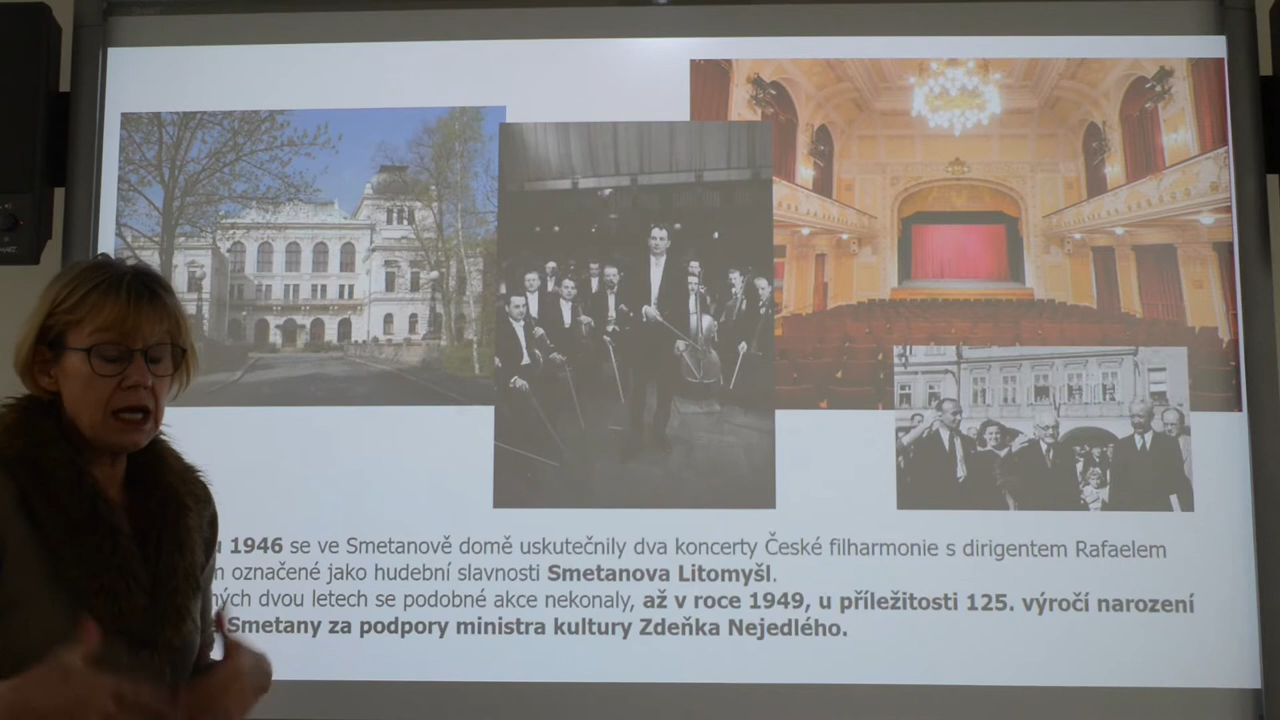 1946 se ve Smetanově domě uskutečnily dva koncerty České filharmonie s dirigentem Rafaelem
označené jako hudební slavnosti Smetanova Litomyšl.
dvou letech se podobné akce nekonaly, až v roce 1949, u příležitosti 125. výročí narození
Smetany za podpory ministra kultury Zdeňka Nejedlého.